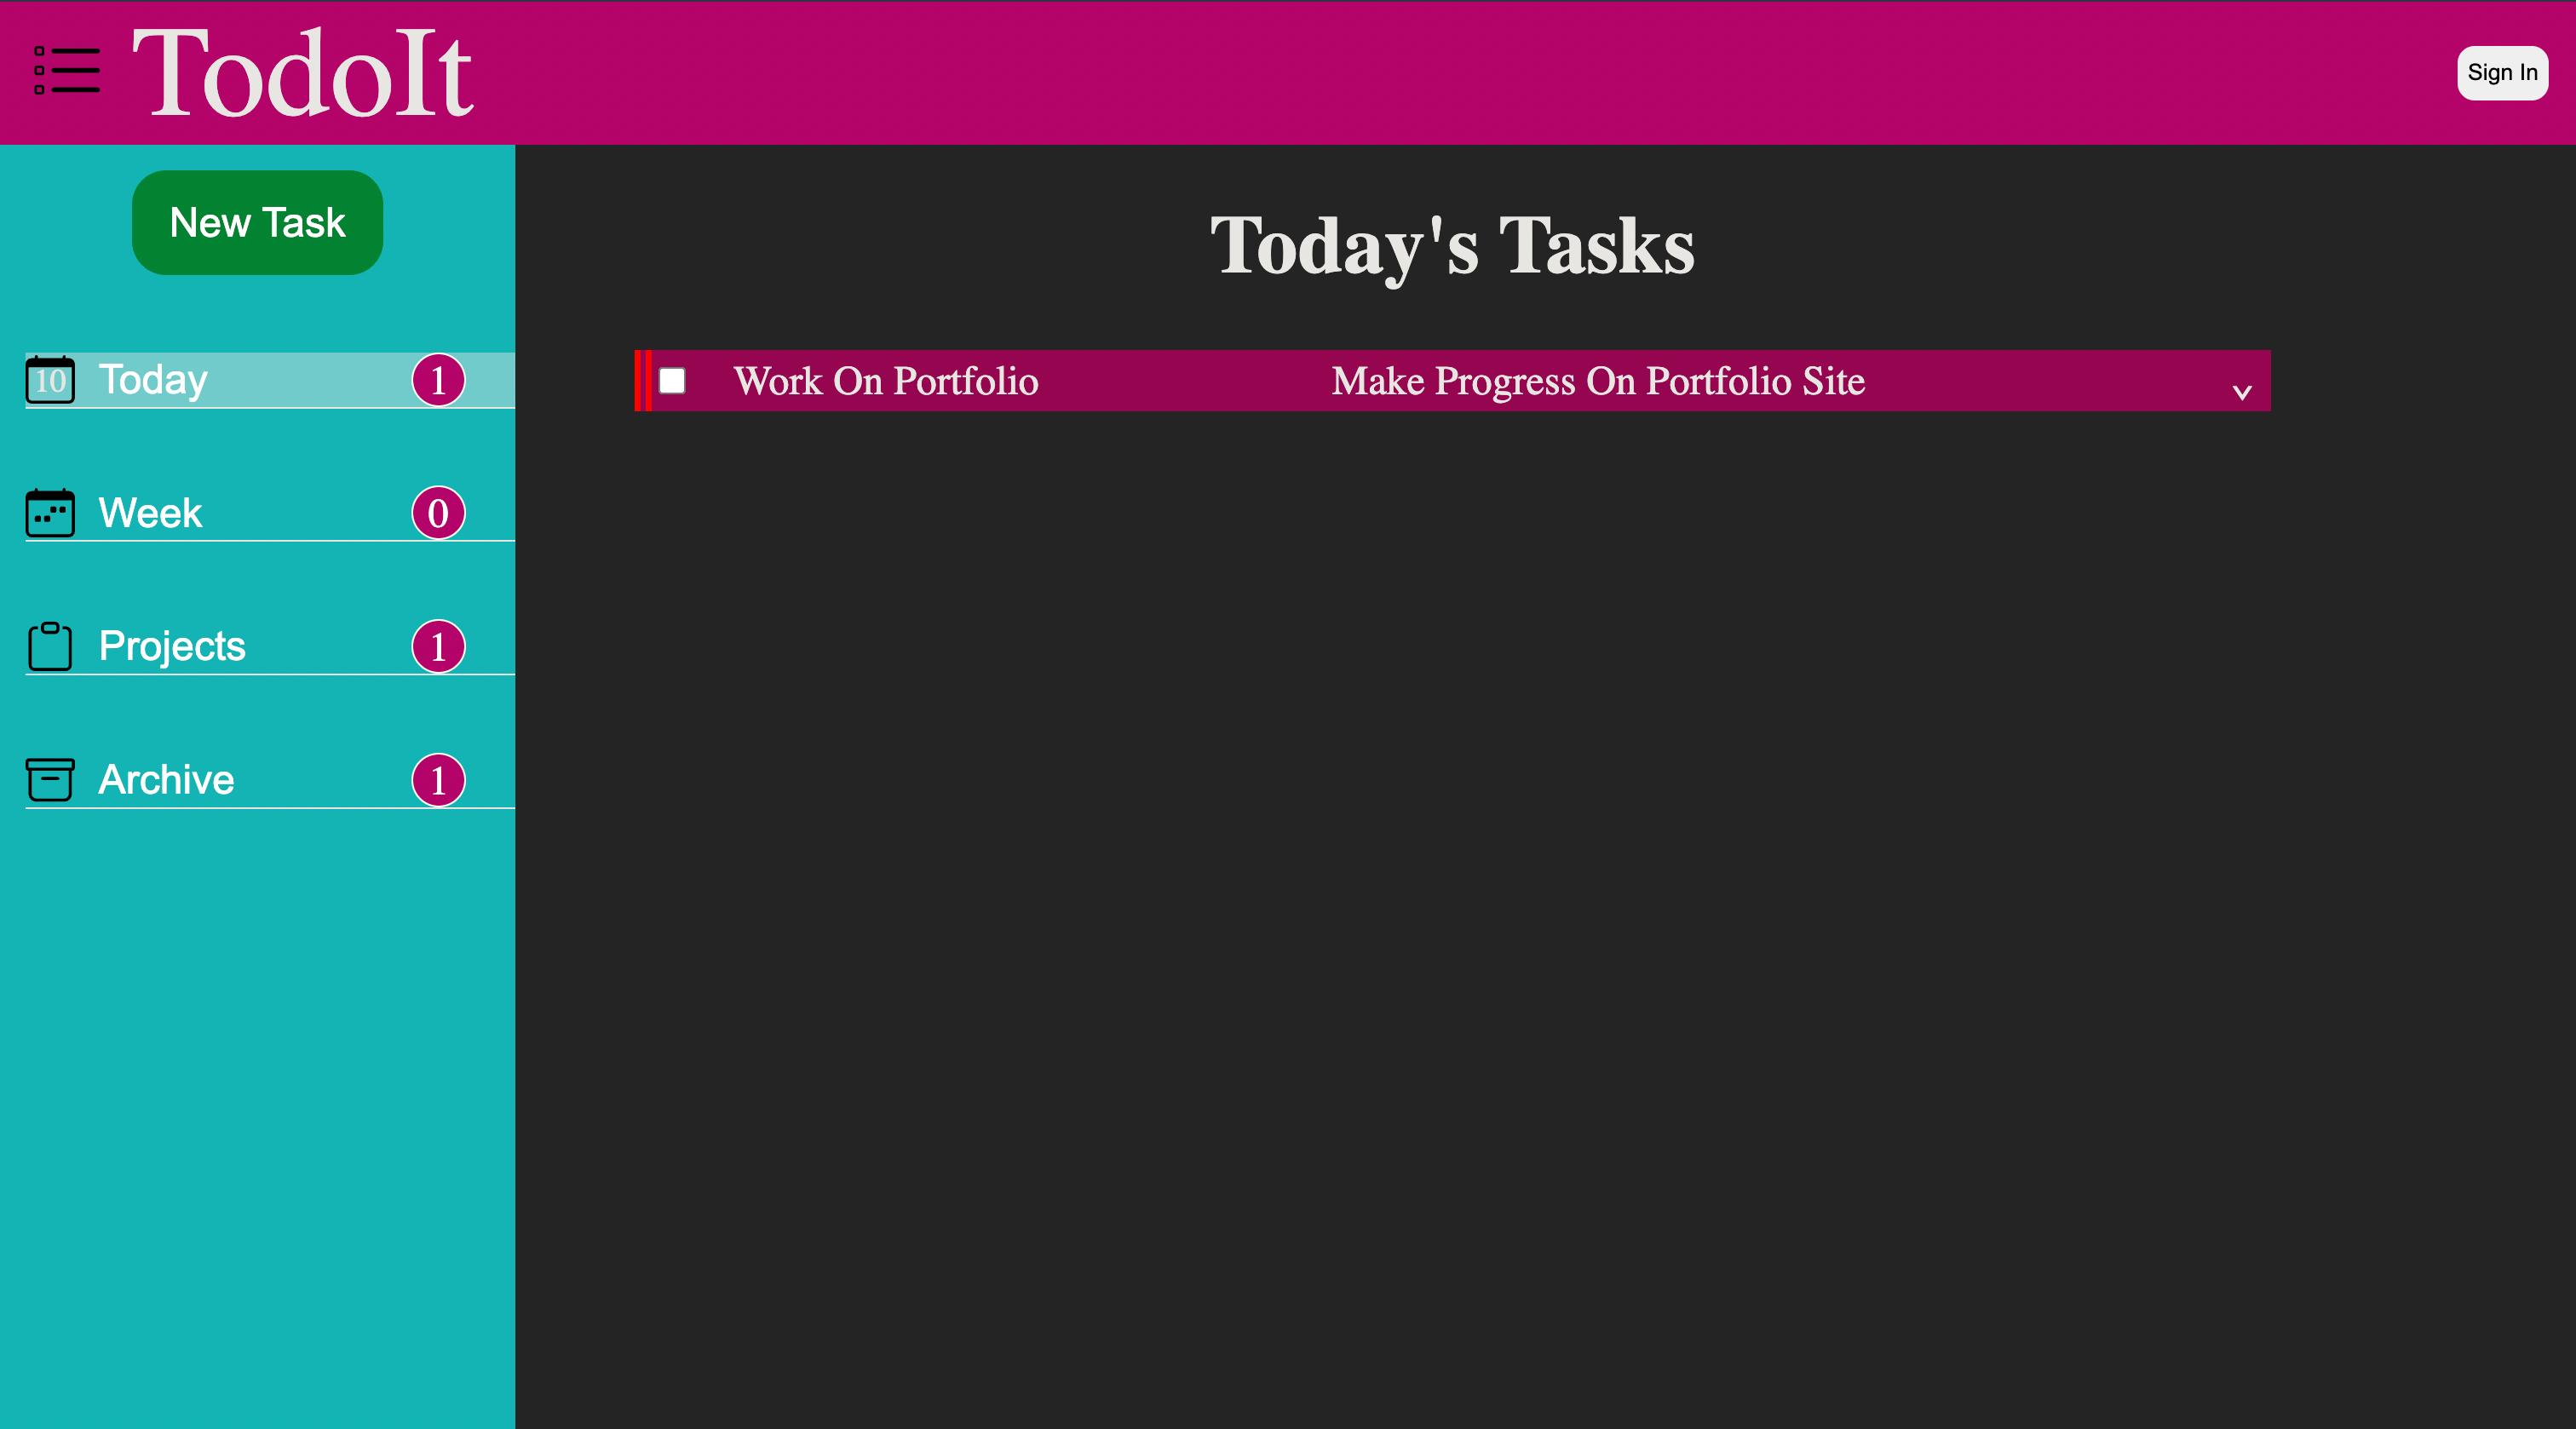 TodoIt
Sign In
New Task
10 Today 1
Week 0
Projects 1
Archive 1
Today's Tasks
Work On Portfolio Make Progress On Portfolio Site